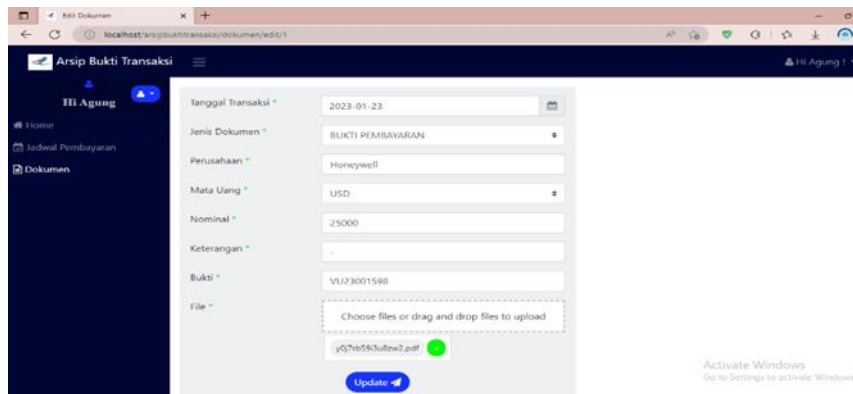 Edit Dokumen
localhost/arsipbuktitransaksi/dokumen/edit/1
Arsip Bukti Transaksi
Hi Agung !
Hi Agung
Home
Jadwal Pembayaran
Dokumen
Tanggal Transaksi *
2023-01-23
Jenis Dokumen *
BUKTI PEMBAYARAN
Perusahaan *
Honeywell
Mata Uang *
USD
Nominal *
25000
Keterangan *
.
Bukti *
VU23001598
File *
Choose files or drag and drop files to upload
Update
Activate Windows
Go to Settings to activate Windows